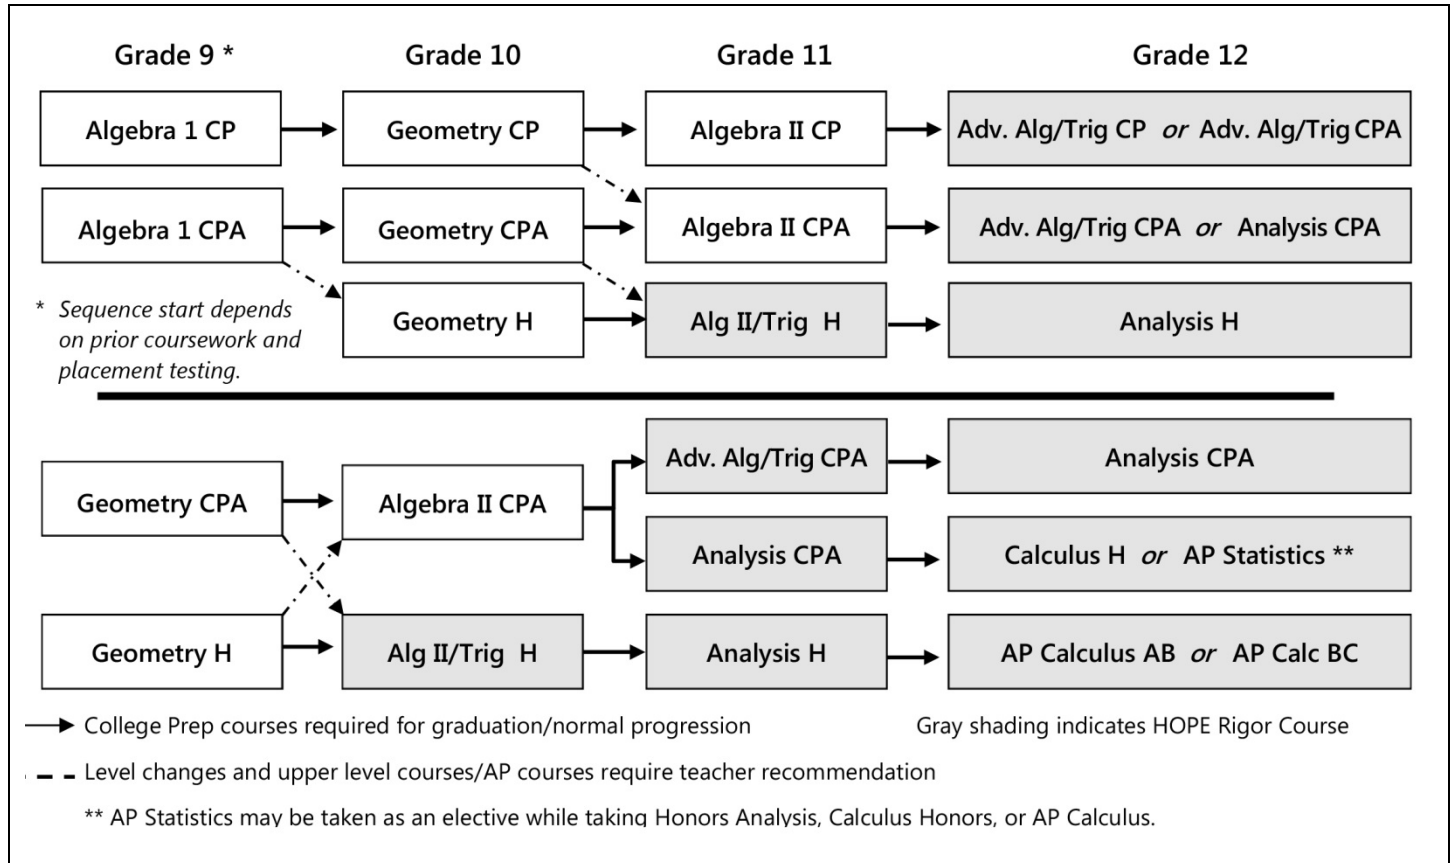 Grade 9 * Grade 10 Grade 11 Grade 12
Algebra 1 CP Geometry CP Algebra II CP Adv. Alg/Trig CP or Adv. Alg/Trig CPA
Algebra 1 CPA Geometry CPA Algebra II CPA Adv. Alg/Trig CPA or Analysis CPA
Geometry H Alg II/Trig H Analysis H
* Sequence start depends
on prior coursework and
placement testing.
Adv. Alg/Trig CPA Analysis CPA
Geometry CPA Algebra II CPA
Analysis CPA Calculus H or AP Statistics **
Geometry H Alg II/Trig H Analysis H AP Calculus AB or AP Calc BC
College Prep courses required for graduation/normal progression Gray shading indicates HOPE Rigor Course
Level changes and upper level courses/AP courses require teacher recommendation
** AP Statistics may be taken as an elective while taking Honors Analysis, Calculus Honors, or AP Calculus.